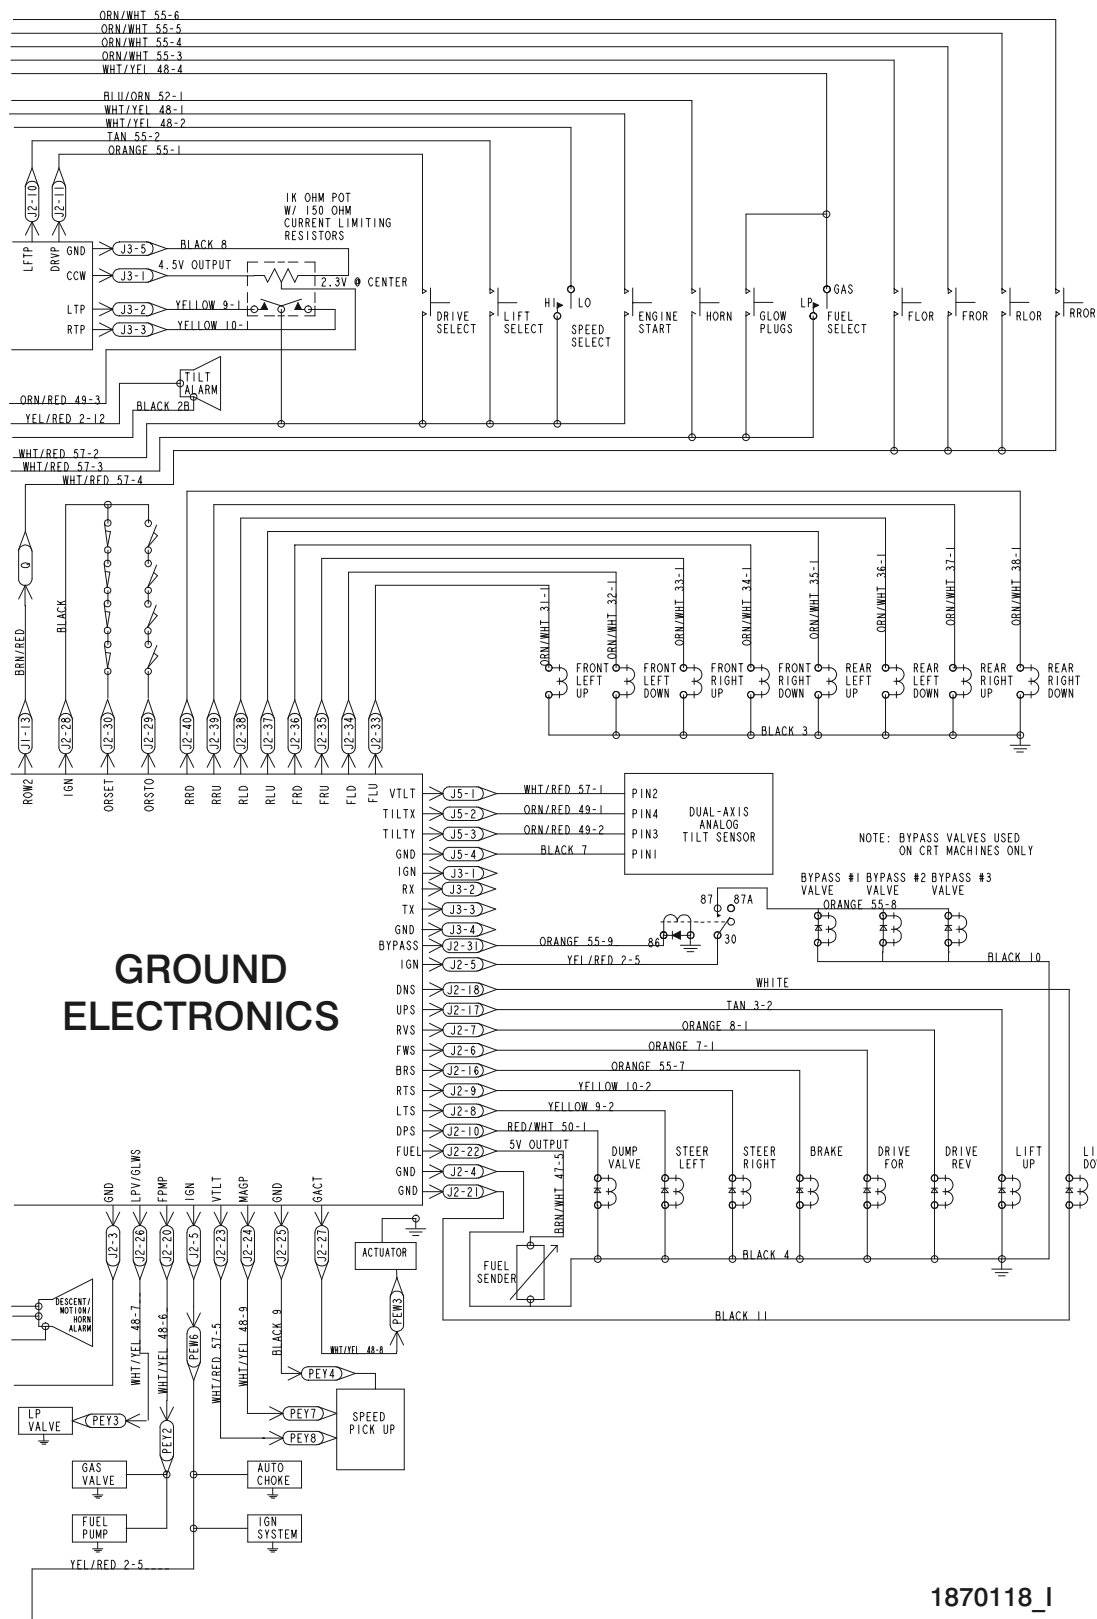 ORN/WHT 55-6
ORN/WHT 55-5
ORN/WHT 55-4
ORN/WHT 55-3
WHT/YEL 48-4
BLU/ORN 52-1
WHT/YEL 48-1
WHT/YEL 48-2
TAN 55-2
ORANGE 55-1
J2-10
J2-11
LFTP
DRVP
GND
J3-5
BLACK 8
CCW
J3-1
4.5V OUTPUT
LTP
J3-2
YELLOW 9-1
RTP
J3-3
YELLOW 10-1
1K OHM POT
W/ 150 OHM
CURRENT LIMITING
RESISTORS
2.3V @ CENTER
DRIVE
SELECT
LIFT
SELECT
HI
LO
SPEED
SELECT
ENGINE
START
HORN
GLOW
PLUGS
LP
GAS
FUEL
SELECT
FLOR
FROR
RLOR
RROR
TILT
ALARM
ORN/RED 49-3
BLACK 2B
YEL/RED 2-12
WHT/RED 57-2
WHT/RED 57-3
WHT/RED 57-4
Q
BRN/RED
BLACK
ORN/WHT 31-1
ORN/WHT 32-1
ORN/WHT 33-1
ORN/WHT 34-1
ORN/WHT 35-1
ORN/WHT 36-1
ORN/WHT 37-1
ORN/WHT 38-1
FRONT
LEFT
UP
FRONT
LEFT
DOWN
FRONT
RIGHT
UP
FRONT
RIGHT
DOWN
REAR
LEFT
UP
REAR
LEFT
DOWN
REAR
RIGHT
UP
REAR
RIGHT
DOWN
BLACK 3
J1-13
J2-28
J2-30
J2-29
J2-40
J2-39
J2-38
J2-37
J2-36
J2-35
J2-34
J2-33
ROW2
IGN
ORSET
ORSTO
RRD
RRU
RLD
RLU
FRD
FRU
FLD
FLU
VTLT
J5-1
WHT/RED 57-1
PIN2
TILTX
J5-2
ORN/RED 49-1
PIN4
TILTY
J5-3
ORN/RED 49-2
PIN3
GND
J5-4
BLACK 7
PIN1
DUAL-AXIS
ANALOG
TILT SENSOR
IGN
J3-1
RX
J3-2
TX
J3-3
GND
J3-4
BYPASS
J2-31
ORANGE 55-9
86
IGN
J2-5
YEL/RED 2-5
87
87A
30
NOTE: BYPASS VALVES USED
ON CRT MACHINES ONLY
BYPASS #1
VALVE
BYPASS #2
VALVE
BYPASS #3
VALVE
ORANGE 55-8
BLACK 10
GROUND
ELECTRONICS
DNS
J2-18
WHITE
UPS
J2-17
TAN 3-2
RVS
J2-7
ORANGE 8-1
FWS
J2-6
ORANGE 7-1
BRS
J2-16
ORANGE 55-7
RTS
J2-9
YELLOW 10-2
LTS
J2-8
YELLOW 9-2
DPS
J2-10
RED/WHT 50-1
FUEL
J2-22
5V OUTPUT
GND
J2-4
GND
J2-21
BRN/WHT 47-5
DUMP
VALVE
STEER
LEFT
STEER
RIGHT
BRAKE
DRIVE
FOR
DRIVE
REV
LIFT
UP
LI
DO
BLACK 4
FUEL
SENDER
BLACK 11
GND
LPV/GLWS
FPMP
IGN
VTLT
MAGP
GND
GACT
J2-3
J2-26
J2-20
J2-5
J2-23
J2-24
J2-25
J2-27
ACTUATOR
PEW3
DESCENT/
MOTION/
HORN
ALARM
WHT/YEL 48-7
WHT/YEL 48-6
PEW6
WHT/RED 57-5
WHT/YEL 48-9
BLACK 9
WHT/YEL 48-8
PEY4
PEY7
PEY8
SPEED
PICK UP
LP
VALVE
PEY3
PEY2
GAS
VALVE
AUTO
CHOKE
FUEL
PUMP
IGN
SYSTEM
YEL/RED 2-5
1870118_I